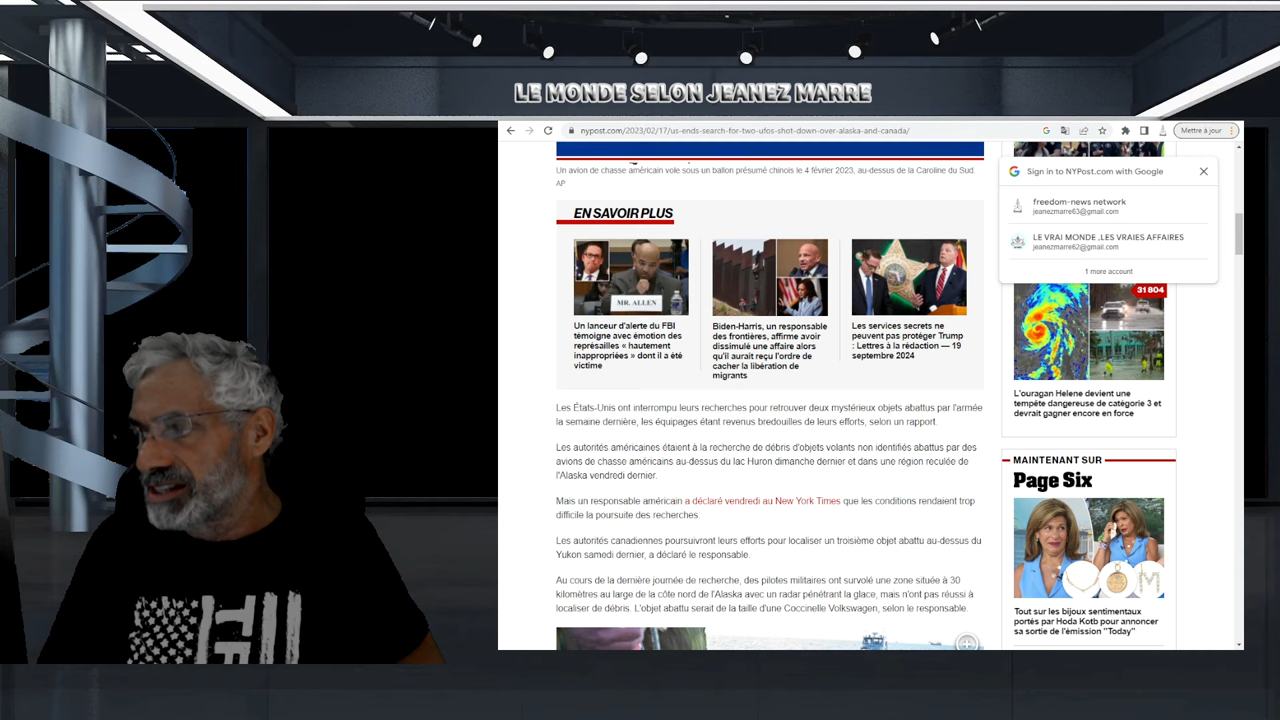 LE MONDE SELON JEANEZ MARRE
nypost.com/2023/02/17/us-ends-search-for-two-ufos-shot-down-over-alaska-and-canada/
Mettre à jour
Un avion de chasse américain vole sous un ballon présumé chinois le 4 février 2023, au-dessus de la Caroline du Sud.
AP
EN SAVOIR PLUS
MR. ALLEN
Un lanceur d'alerte du FBI
témoigne avec émotion des
représailles « hautement
inappropriées » dont il a été
victime
Biden-Harris, un responsable
des frontières, affirme avoir
dissimulé une affaire alors
qu'il aurait reçu l'ordre de
cacher la libération de
migrants
Les services secrets ne
peuvent pas protéger Trump
: Lettres à la rédaction — 19
septembre 2024
Les États-Unis ont interrompu leurs recherches pour retrouver deux mystérieux objets abattus par l'armée
la semaine dernière, les équipages étant revenus bredouilles de leurs efforts, selon un rapport.
Les autorités américaines étaient à la recherche de débris d'objets volants non identifiés abattus par des
avions de chasse américains au-dessus du lac Huron dimanche dernier et dans une région reculée de
l'Alaska vendredi dernier.
Mais un responsable américain a déclaré vendredi au New York Times que les conditions rendaient trop
difficile la poursuite des recherches.
Les autorités canadiennes poursuivront leurs efforts pour localiser un troisième objet abattu au-dessus du
Yukon samedi dernier, a déclaré le responsable.
Au cours de la dernière journée de recherche, des pilotes militaires ont survolé une zone située à 30
kilomètres au large de la côte nord de l'Alaska avec un radar pénétrant la glace, mais n'ont pas réussi à
localiser de débris. L'objet abattu serait de la taille d'une Coccinelle Volkswagen, selon le responsable.
Sign in to NYPost.com with Google
freedom-news network
jeanezmarre63@gmail.com
LE VRAI MONDE ,LES VRAIES AFFAIRES
jeanezmarre62@gmail.com
1 more account
31 804
L'ouragan Helene devient une
tempête dangereuse de catégorie 3 et
devrait gagner encore en force
MAINTENANT SUR
Page Six
M
Tout sur les bijoux sentimentaux
portés par Hoda Kotb pour annoncer
sa sortie de l'émission "Today"